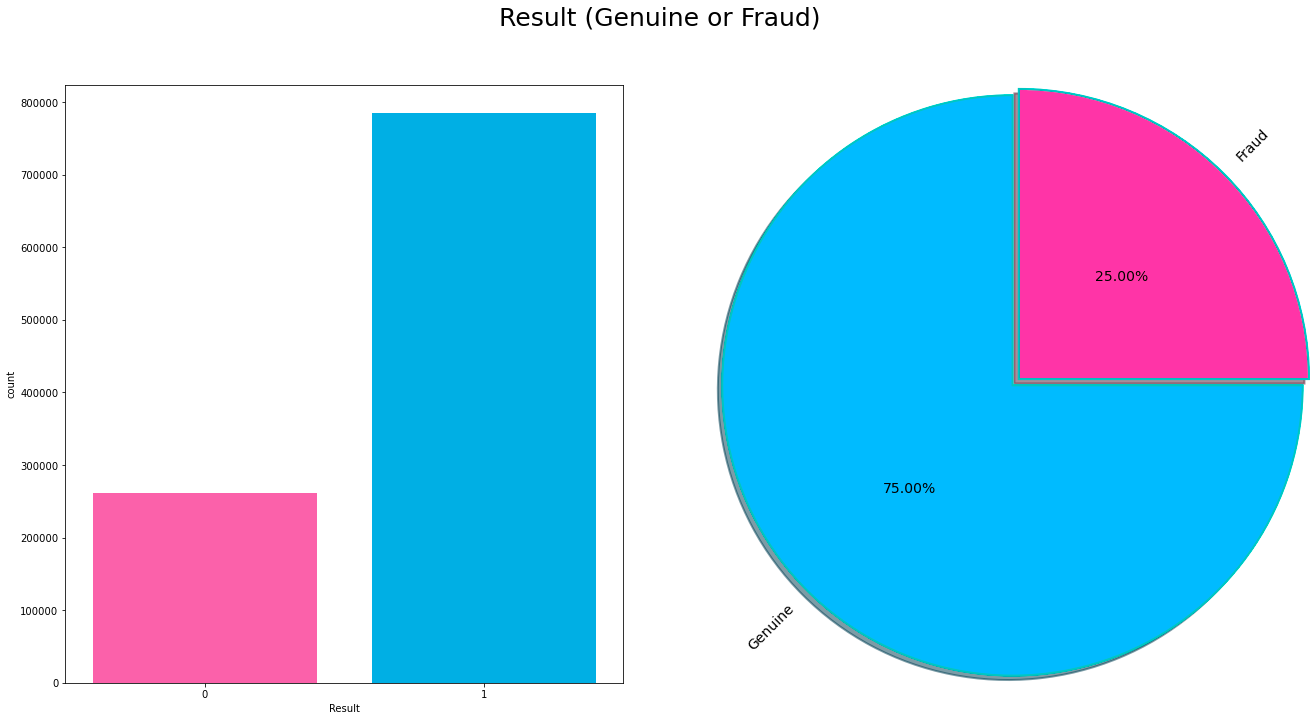 Result (Genuine or Fraud)
800000
700000
600000
500000
400000
300000
200000
100000
0
count
0 1
Result
Fraud
25.00%
75.00%
Genuine